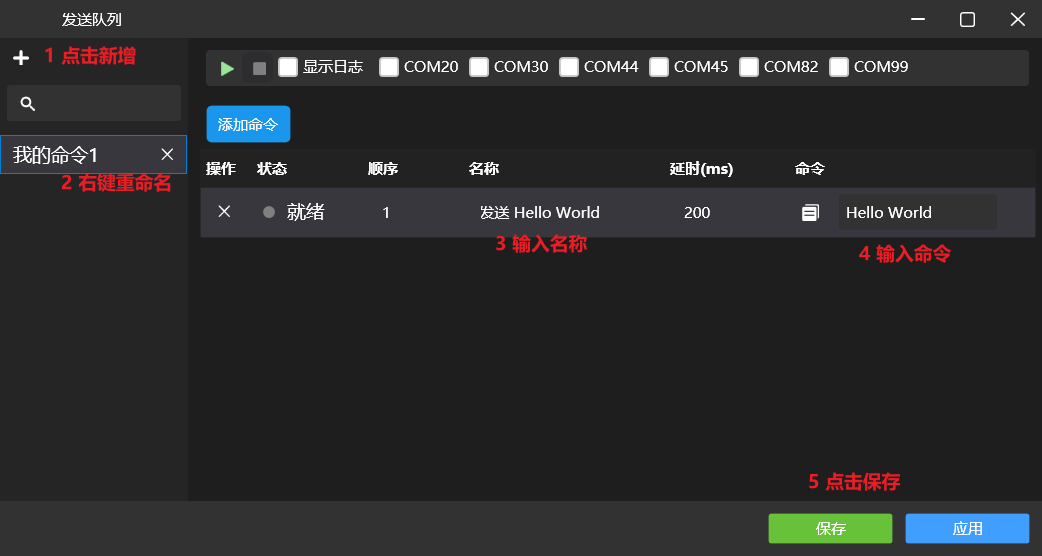 发送队列
1 点击新增
显示日志 COM20 COM30 COM44 COM45 COM82 COM99
添加命令
我的命令1
2 右键重命名
操作 状态 顺序 名称 延时(ms) 命令
就绪 1 发送 Hello World 200 Hello World
3 输入名称
4 输入命令
5 点击保存
保存 应用